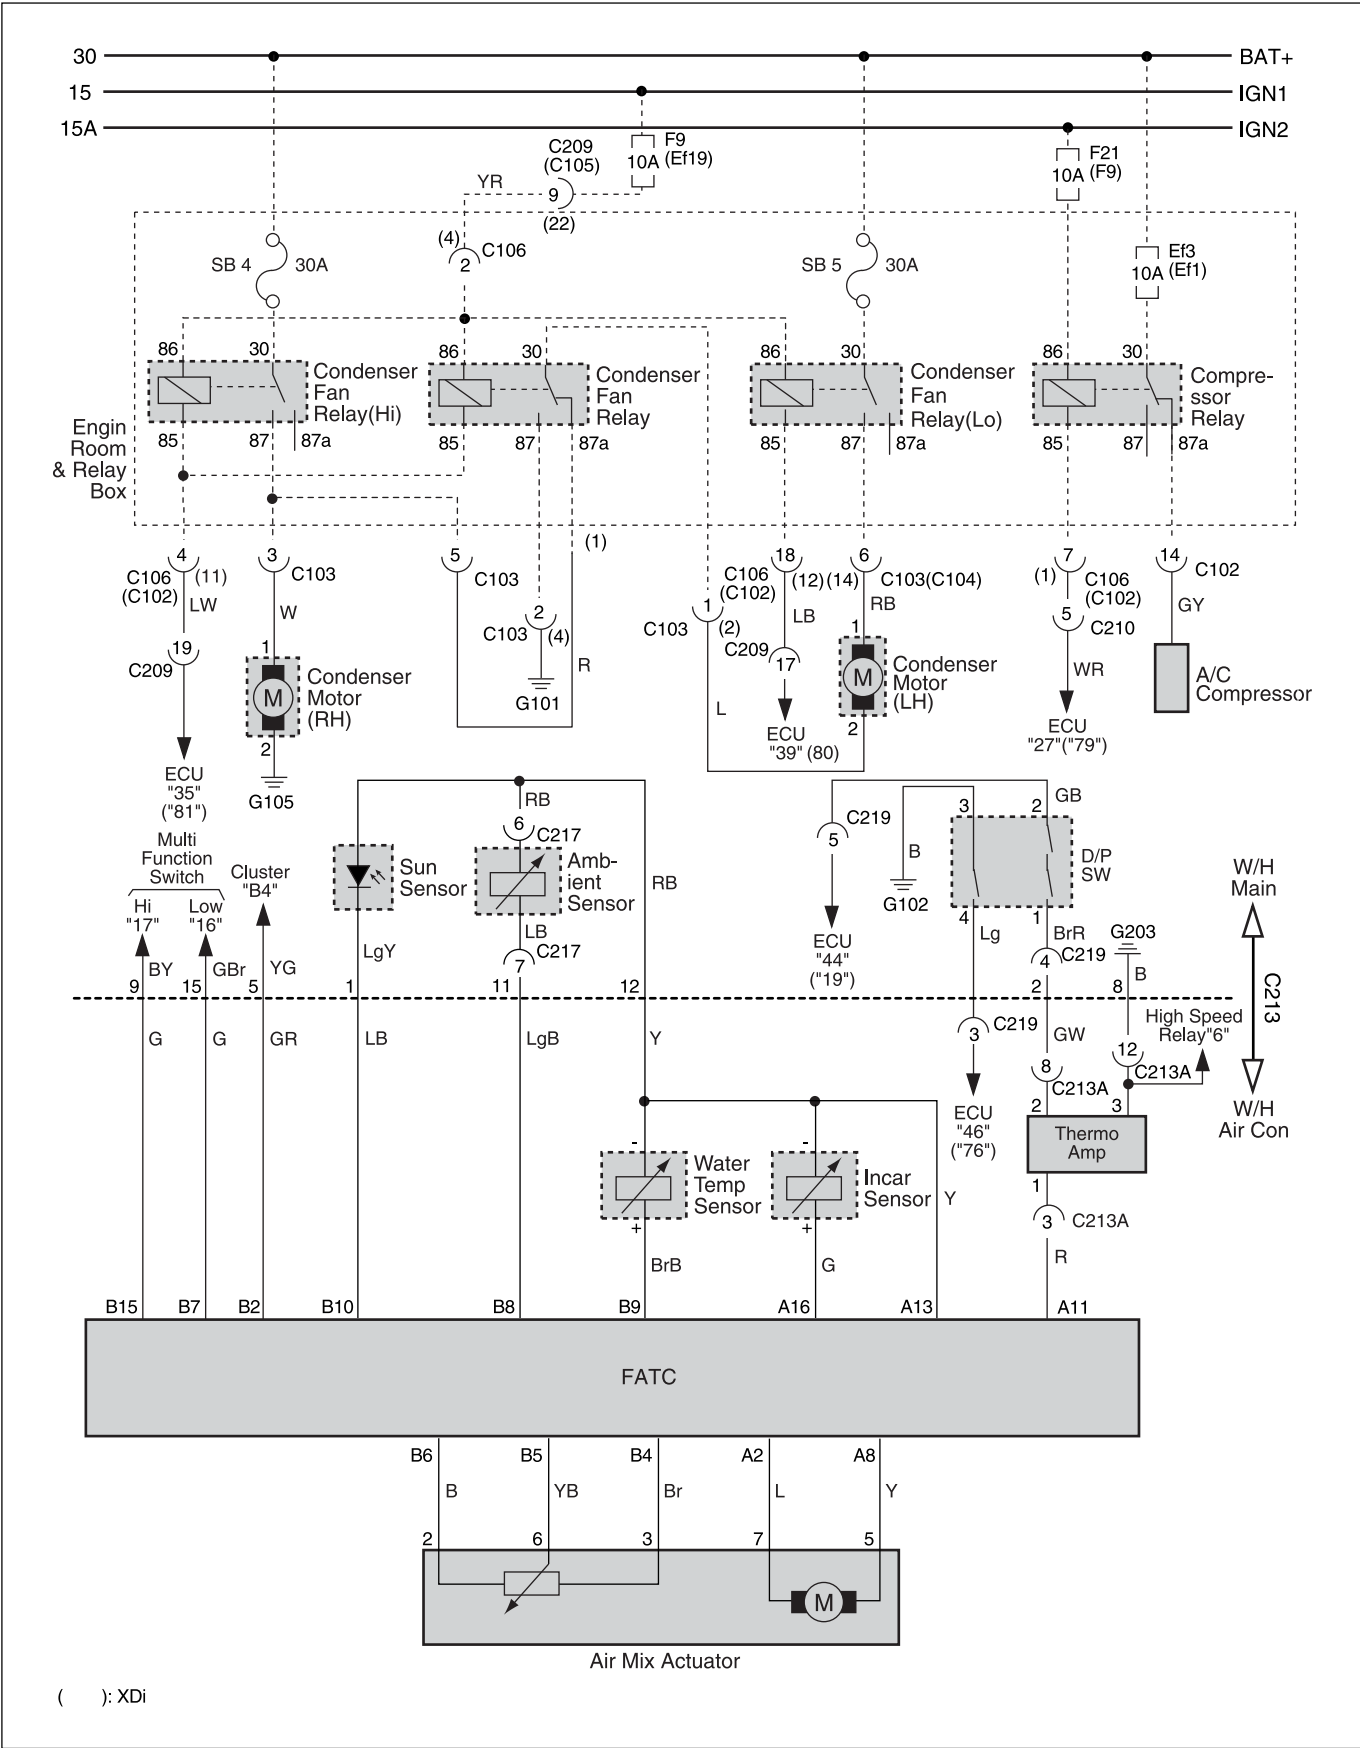 30
BAT+
15
IGN1
15A
IGN2
F9
10A (Ef19)
C209
(C105)
YR
9
(22)
F21
10A (F9)
(4)
C106
2
SB 4
30A
SB 5
30A
Ef3
10A (Ef1)
86
30
86
30
86
30
86
30
Condenser
Fan
Relay(Hi)
Condenser
Fan
Relay
Condenser
Fan
Relay(Lo)
Compre-
ssor
Relay
85
87
87a
85
87
87a
85
87
87a
85
87
87a
Engin
Room
& Relay
Box
(1)
4
C106
(11)
(C102)
LW
19
C209
3
C103
W
1
M
Condenser
Motor
(RH)
2
G105
5
C103
2
C103
(4)
G101
R
1
C103
(2)
L
18
C106
(12)
(C102)
LB
C209
17
ECU
"39" (80)
6
(14)
C103(C104)
RB
1
M
Condenser
Motor
(LH)
2
7
(1)
C106
(C102)
5
C210
WR
ECU
"27"("79")
14
C102
GY
A/C
Compressor
ECU
"35"
("81")
Multi
Function
Switch
Hi
"17"
Low
"16"
Cluster
"B4"
BY
GBr
YG
Sun
Sensor
LgY
RB
6
C217
Amb-
ient
Sensor
LB
C217
7
RB
C219
5
ECU
"44"
("19")
B
G102
3
2
GB
D/P
SW
4
1
Lg
BrR
4
C219
G203
B
W/H
Main
C213
W/H
Air Con
9
15
5
1
11
12
2
8
G
G
GR
LB
LgB
Y
3
C219
ECU
"46"
("76")
GW
8
C213A
12
C213A
High Speed
Relay"6"
2
3
Thermo
Amp
1
3
C213A
R
-
Water
Temp
Sensor
+
BrB
-
Incar
Sensor
+
G
Y
B15
B7
B2
B10
B8
B9
A16
A13
A11
FATC
B6
B5
B4
A2
A8
B
YB
Br
L
Y
2
6
3
7
5
M
Air Mix Actuator
(    ): XDi